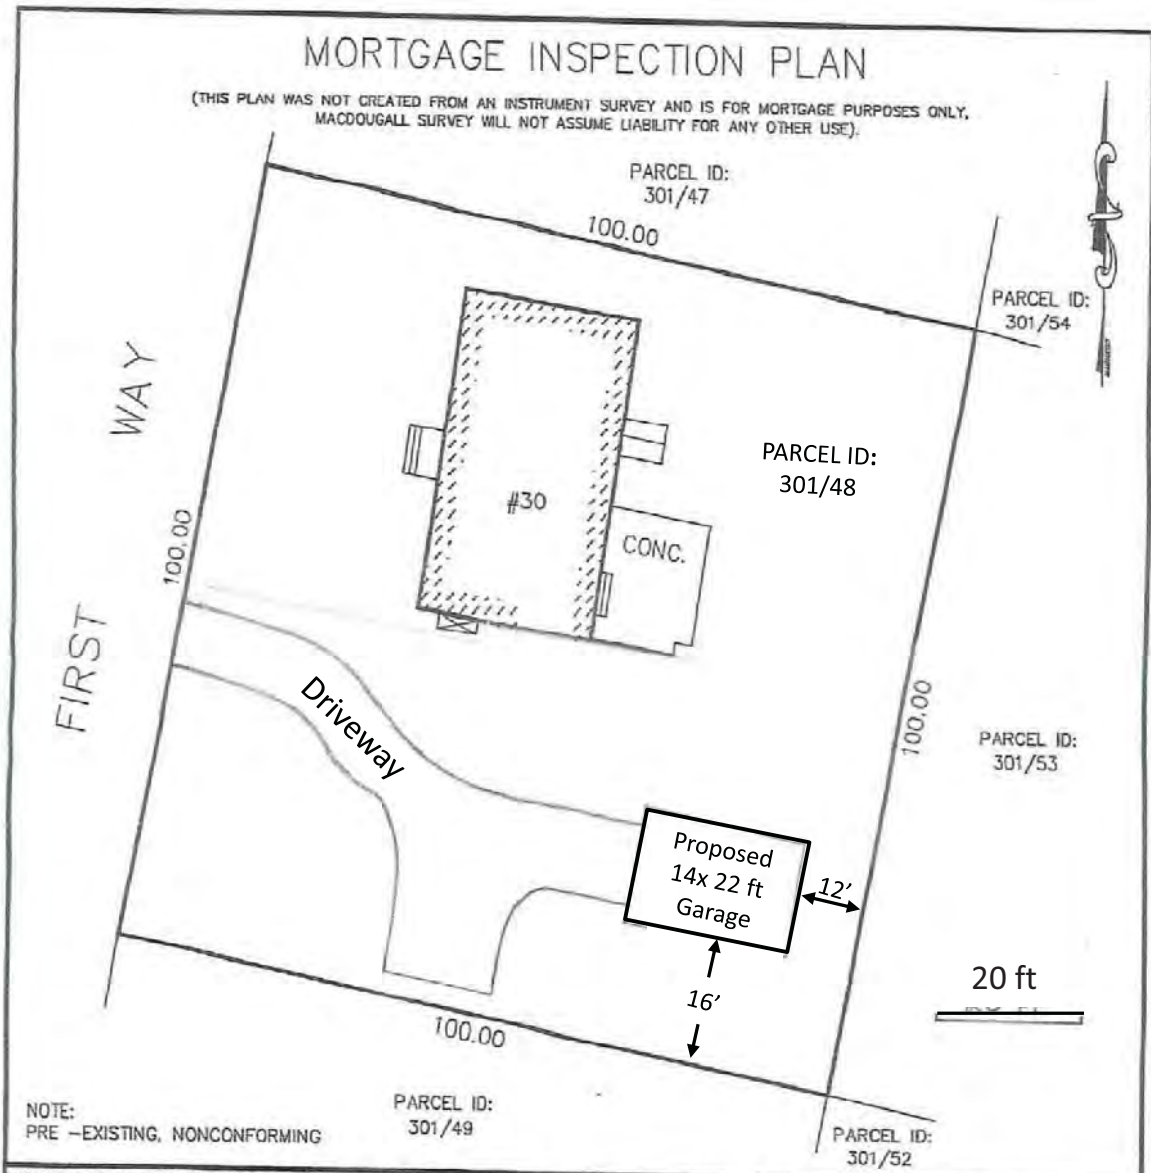 MORTGAGE INSPECTION PLAN
(THIS PLAN WAS NOT CREATED FROM AN INSTRUMENT SURVEY AND IS FOR MORTGAGE PURPOSES ONLY,
MACDOUGALL SURVEY WILL NOT ASSUME LIABILITY FOR ANY OTHER USE).
PARCEL ID:
301/47
100.00
PARCEL ID:
301/54
FIRST WAY
100.00
#30
CONC.
PARCEL ID:
301/48
Driveway
100.00
PARCEL ID:
301/53
Proposed
14x 22 ft
Garage
12'
16'
20 ft
100.00
NOTE:
PRE -EXISTING, NONCONFORMING
PARCEL ID:
301/49
PARCEL ID:
301/52